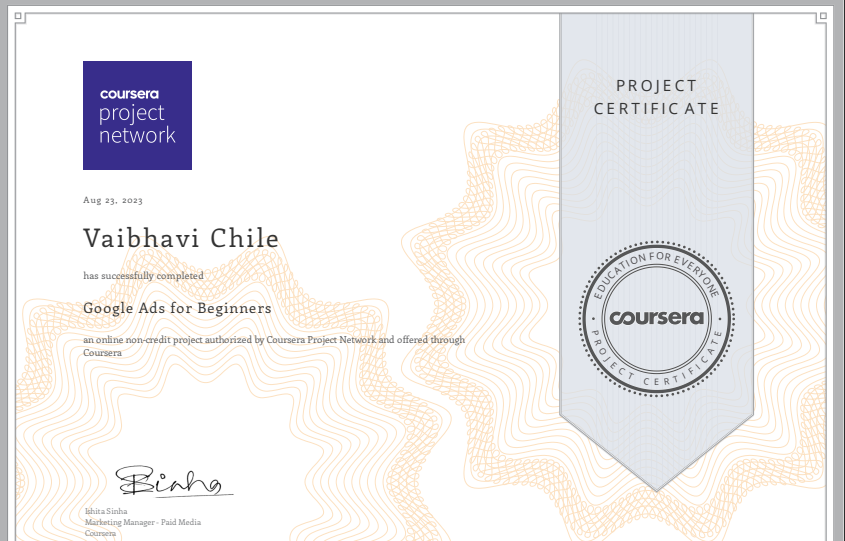 coursera
project
network
PROJECT
CERTIFICATE
Aug 23, 2023
Vaibhavi Chile
has successfully completed
Google Ads for Beginners
an online non-credit project authorized by Coursera Project Network and offered through
Coursera
EDUCATION FOR EVERYONE
coursera
PROJECT CERTIFICATE
Binha
Ishita Sinha
Marketing Manager - Paid Media
Coursera